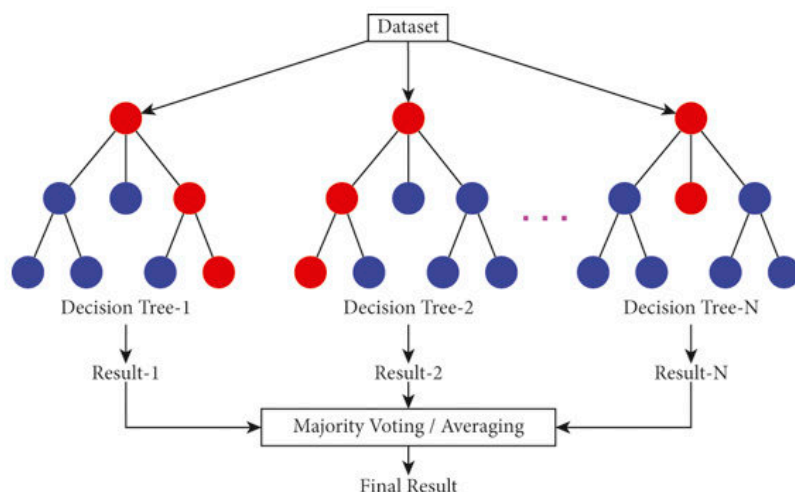 Dataset
Decision Tree-1
Decision Tree-2
Decision Tree-N
Result-1
Result-2
Result-N
Majority Voting / Averaging
Final Result